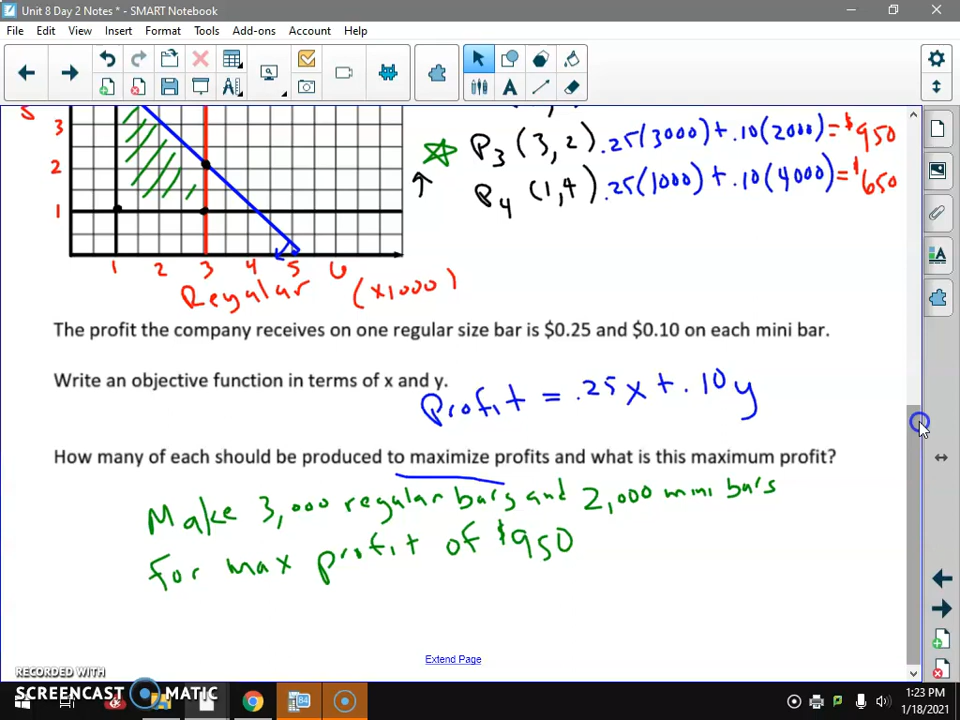 Unit 8 Day 2 Notes * - SMART Notebook
File Edit View Insert Format Tools Add-ons Account Help
3
2
1
1 2 3 4 5 6
Regular (x1000)
P3 (3, 2) .25(3000) + .10(2000) = $950
P4 (1,4) .25(1000) + .10(4000) = $650
The profit the company receives on one regular size bar is $0.25 and $0.10 on each mini bar.
Write an objective function in terms of x and y.
Profit = .25x + .10y
How many of each should be produced to maximize profits and what is this maximum profit?
Make 3,000 regular bars and 2,000 mini bars
for max profit of $950
Extend Page
RECORDED WITH
SCREENCAST MATIC
84
1:23 PM
1/18/2021